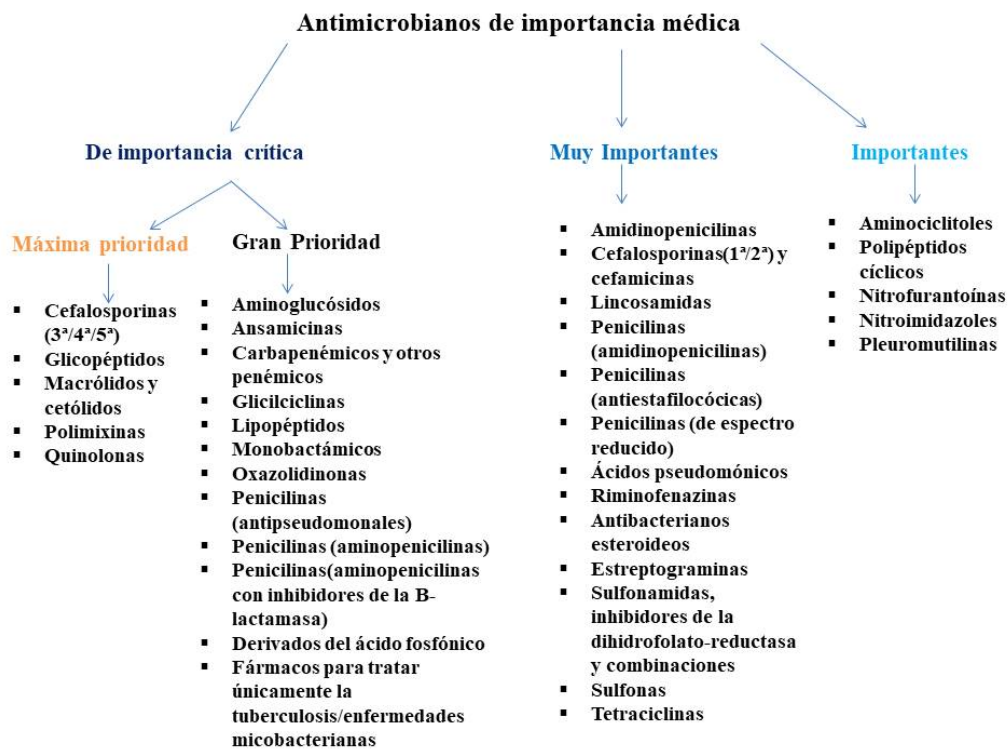 Antimicrobianos de importancia médica
De importancia crítica
Máxima prioridad
▪ Cefalosporinas
(3ª/4ª/5ª)
▪ Glicopéptidos
▪ Macrólidos y
cetólidos
▪ Polimixinas
▪ Quinolonas
Gran Prioridad
▪ Aminoglucósidos
▪ Ansamicinas
▪ Carbapenémicos y otros
penémicos
▪ Glicilciclinas
▪ Lipopéptidos
▪ Monobactámicos
▪ Oxazolidinonas
▪ Penicilinas
(antipseudomonales)
▪ Penicilinas (aminopenicilinas)
▪ Penicilinas(aminopenicilinas
con inhibidores de la B-
lactamasa)
▪ Derivados del ácido fosfónico
▪ Fármacos para tratar
únicamente la
tuberculosis/enfermedades
micobacterianas
Muy Importantes
▪ Amidinopenicilinas
▪ Cefalosporinas(1ª/2ª) y
cefamicinas
▪ Lincosamidas
▪ Penicilinas
(amidinopenicilinas)
▪ Penicilinas
(antiestafilocócicas)
▪ Penicilinas (de espectro
reducido)
▪ Ácidos pseudomónicos
▪ Riminofenazinas
▪ Antibacterianos
esteroideos
▪ Estreptograminas
▪ Sulfonamidas,
inhibidores de la
dihidrofolato-reductasa
y combinaciones
▪ Sulfonas
▪ Tetraciclinas
Importantes
▪ Aminociclitoles
▪ Polipéptidos
cíclicos
▪ Nitrofurantoínas
▪ Nitroimidazoles
▪ Pleuromutilinas